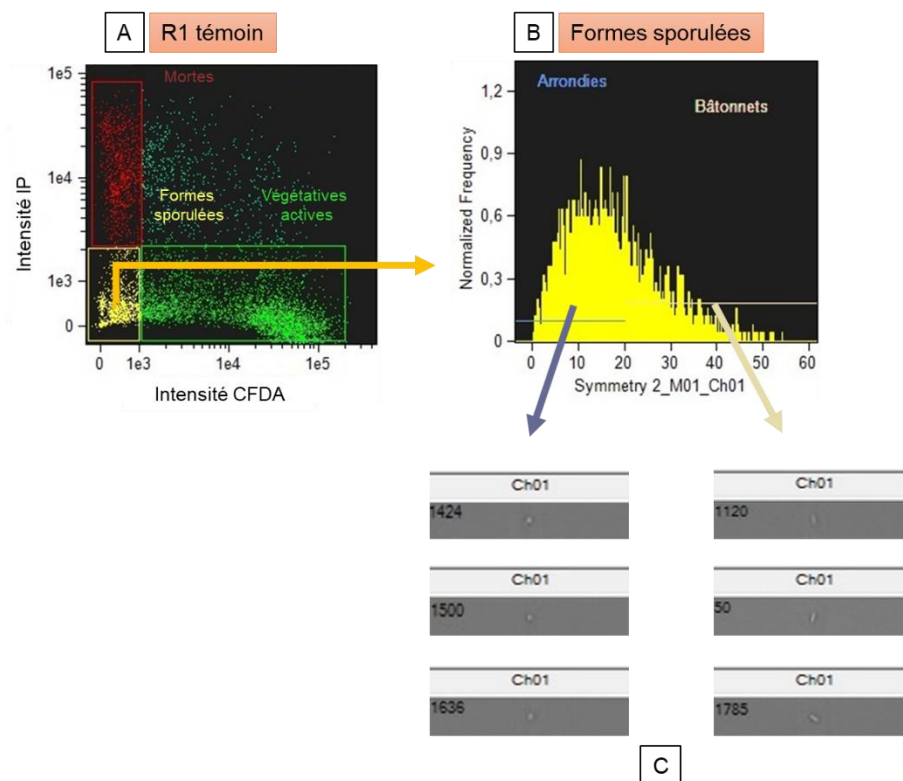 A R1 témoin
Mortes
Formes
sporulées
Végétatives
actives
Intensité IP
1e5
1e4
1e3
0
0 1e3 1e4 1e5
Intensité CFDA
B Formes sporulées
Arrondies
Bâtonnets
Normalized Frequency
1,2
0,9
0,6
0,3
0
0 10 20 30 40 50 60
Symmetry 2_M01_Ch01
Ch01
1424
Ch01
1500
Ch01
1636
Ch01
1120
Ch01
50
Ch01
1785
C